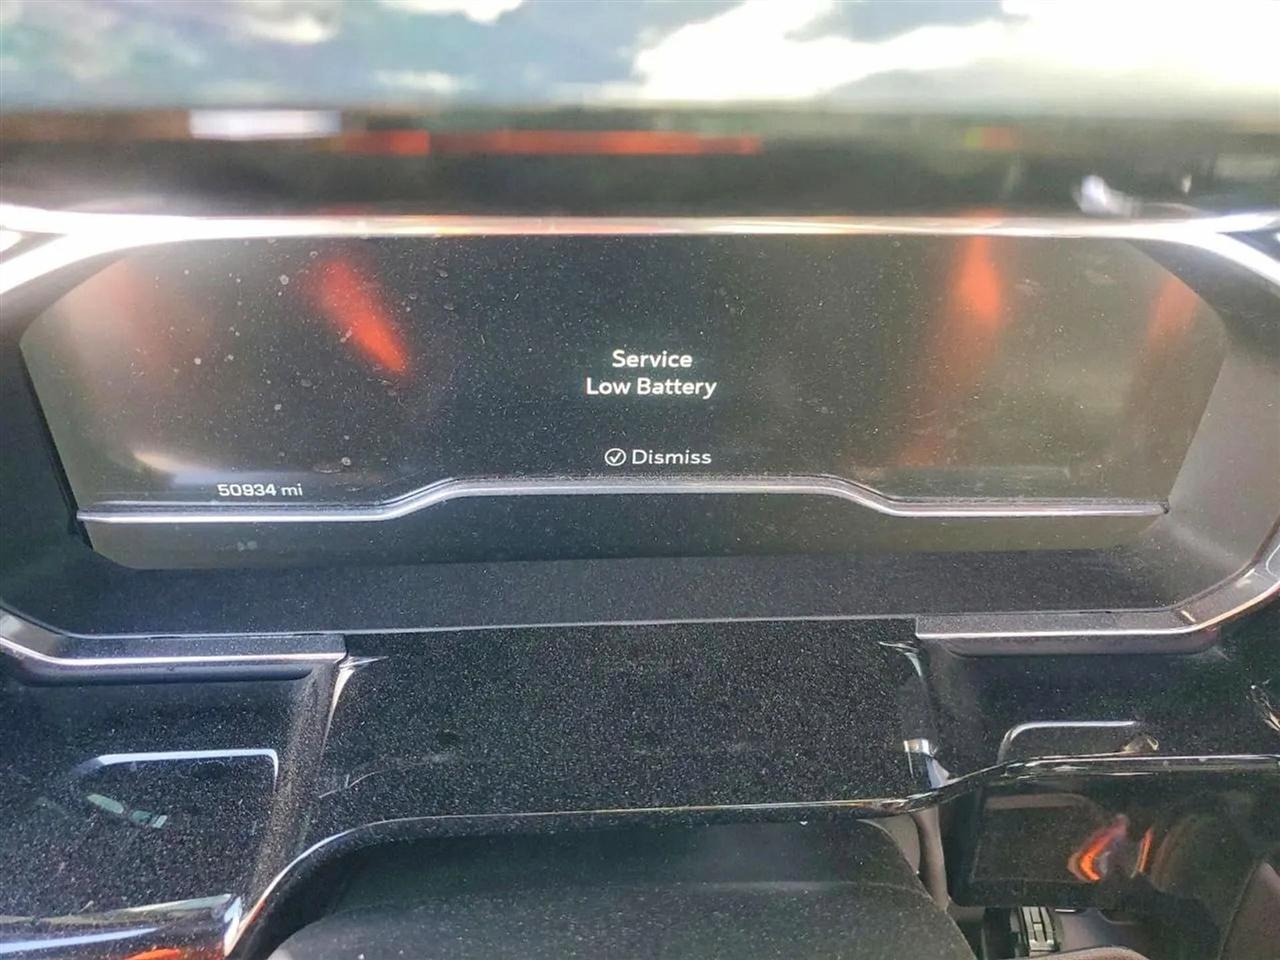 Service
Low Battery
Dismiss
50934 mi